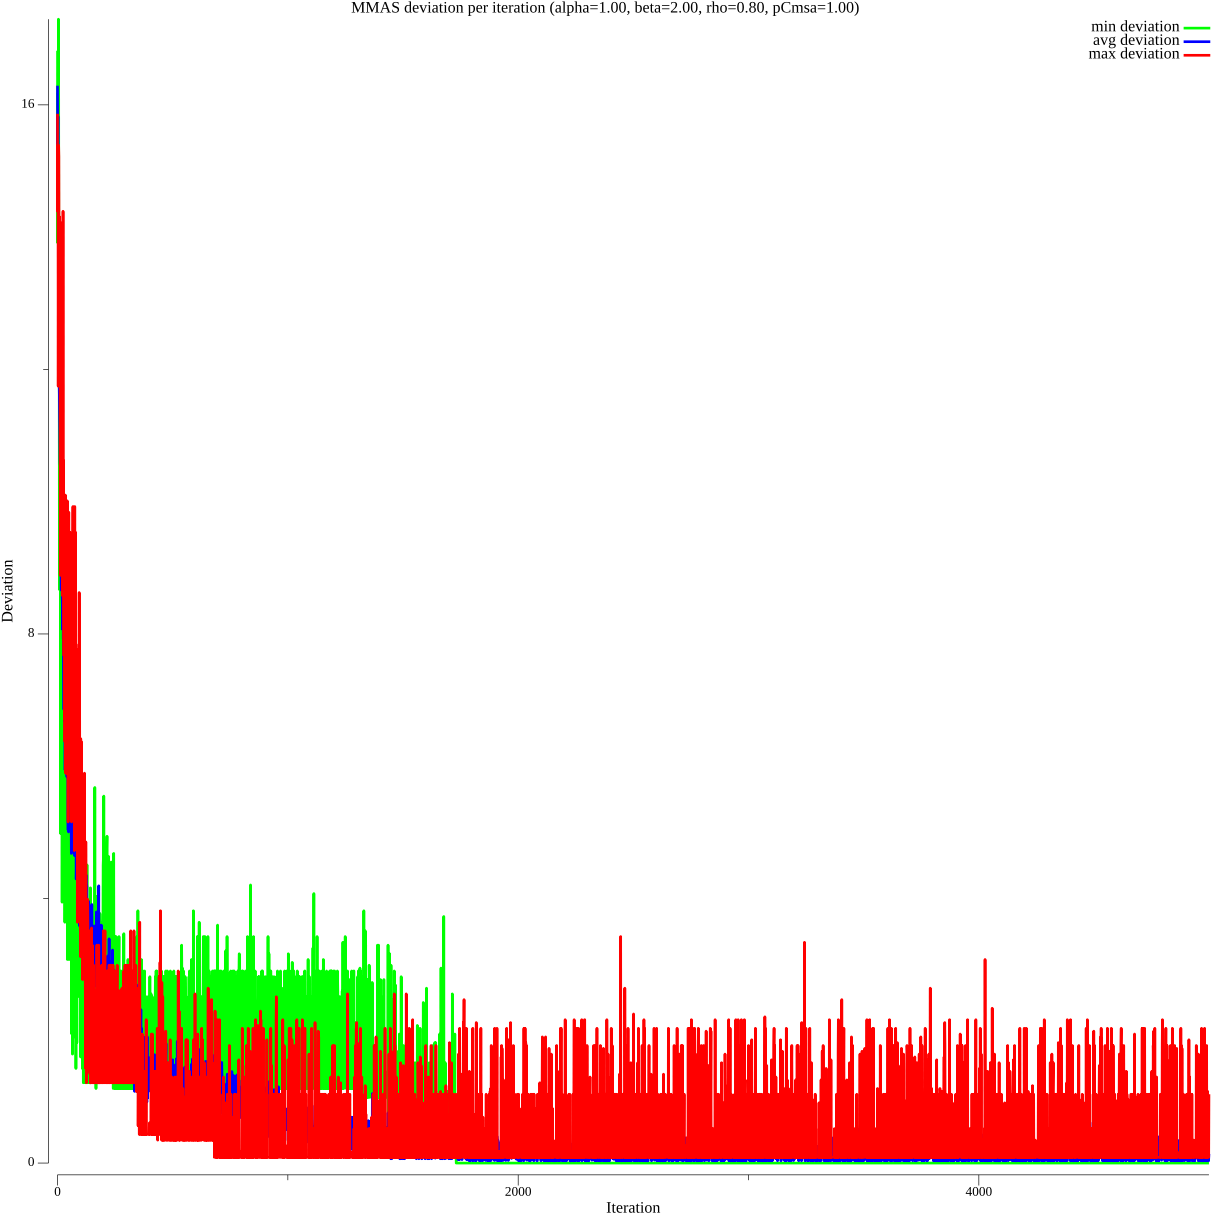 MMAS deviation per iteration (alpha=1.00, beta=2.00, rho=0.80, pCmsa=1.00)
min deviation
avg deviation
max deviation
16
8
0
Deviation
0
2000
4000
Iteration